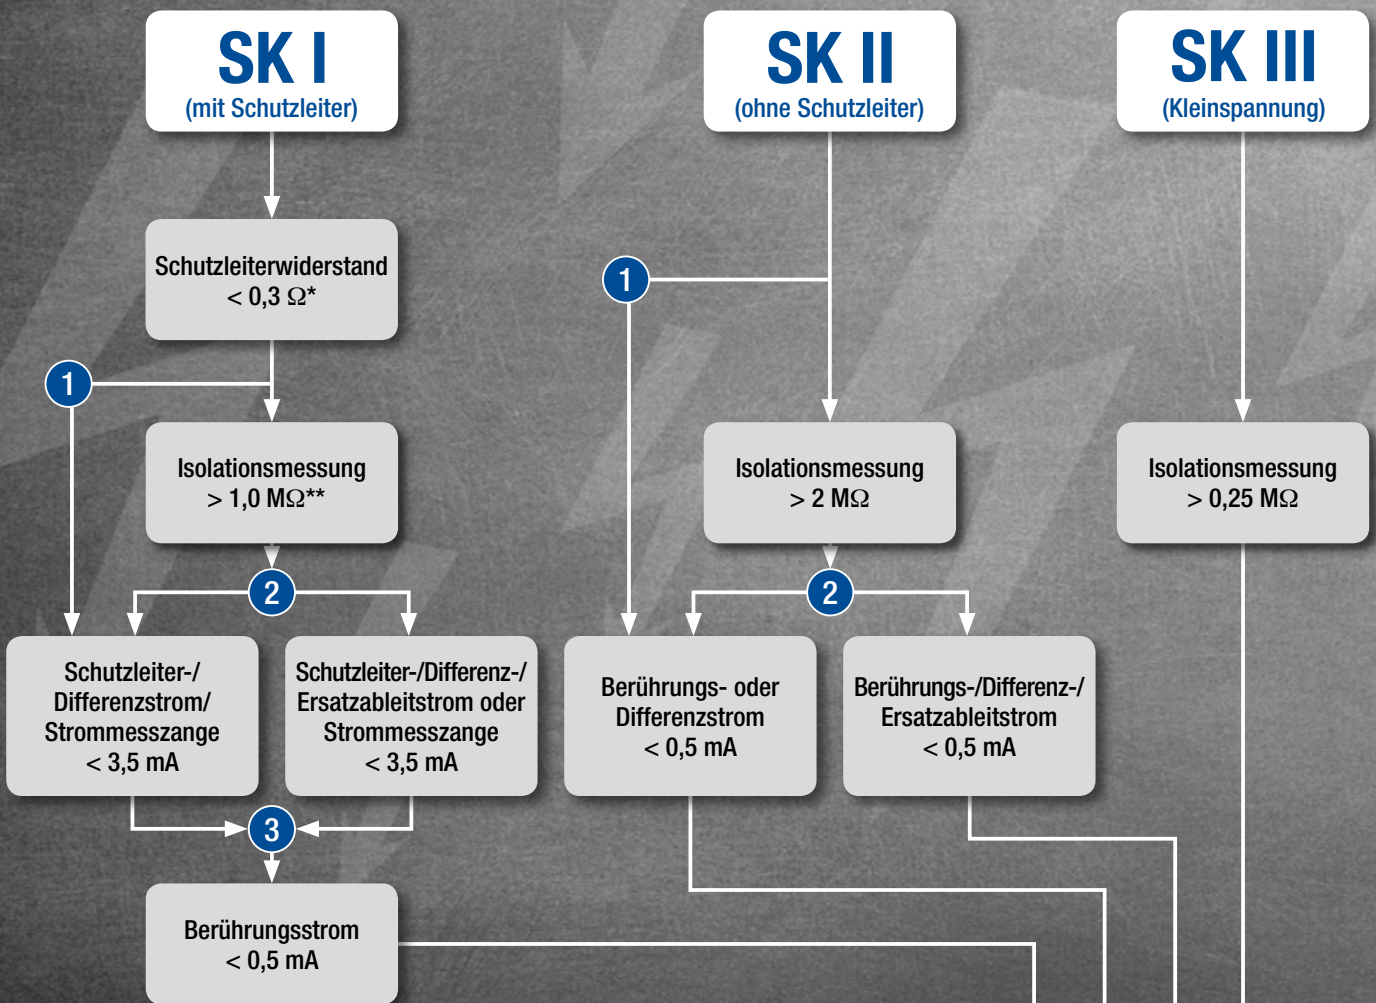 SK I
(mit Schutzleiter)
SK II
(ohne Schutzleiter)
SK III
(Kleinspannung)
Schutzleiterwiderstand
< 0,3 Ω*
1
1
Isolationsmessung
> 1,0 MΩ**
Isolationsmessung
> 2 MΩ
Isolationsmessung
> 0,25 MΩ
2
2
Schutzleiter-/
Differenzstrom/
Strommesszange
< 3,5 mA
Schutzleiter-/Differenz-/
Ersatzableitstrom oder
Strommesszange
< 3,5 mA
Berührungs- oder
Differenzstrom
< 0,5 mA
Berührungs-/Differenz-/
Ersatzableitstrom
< 0,5 mA
3
Berührungsstrom
< 0,5 mA